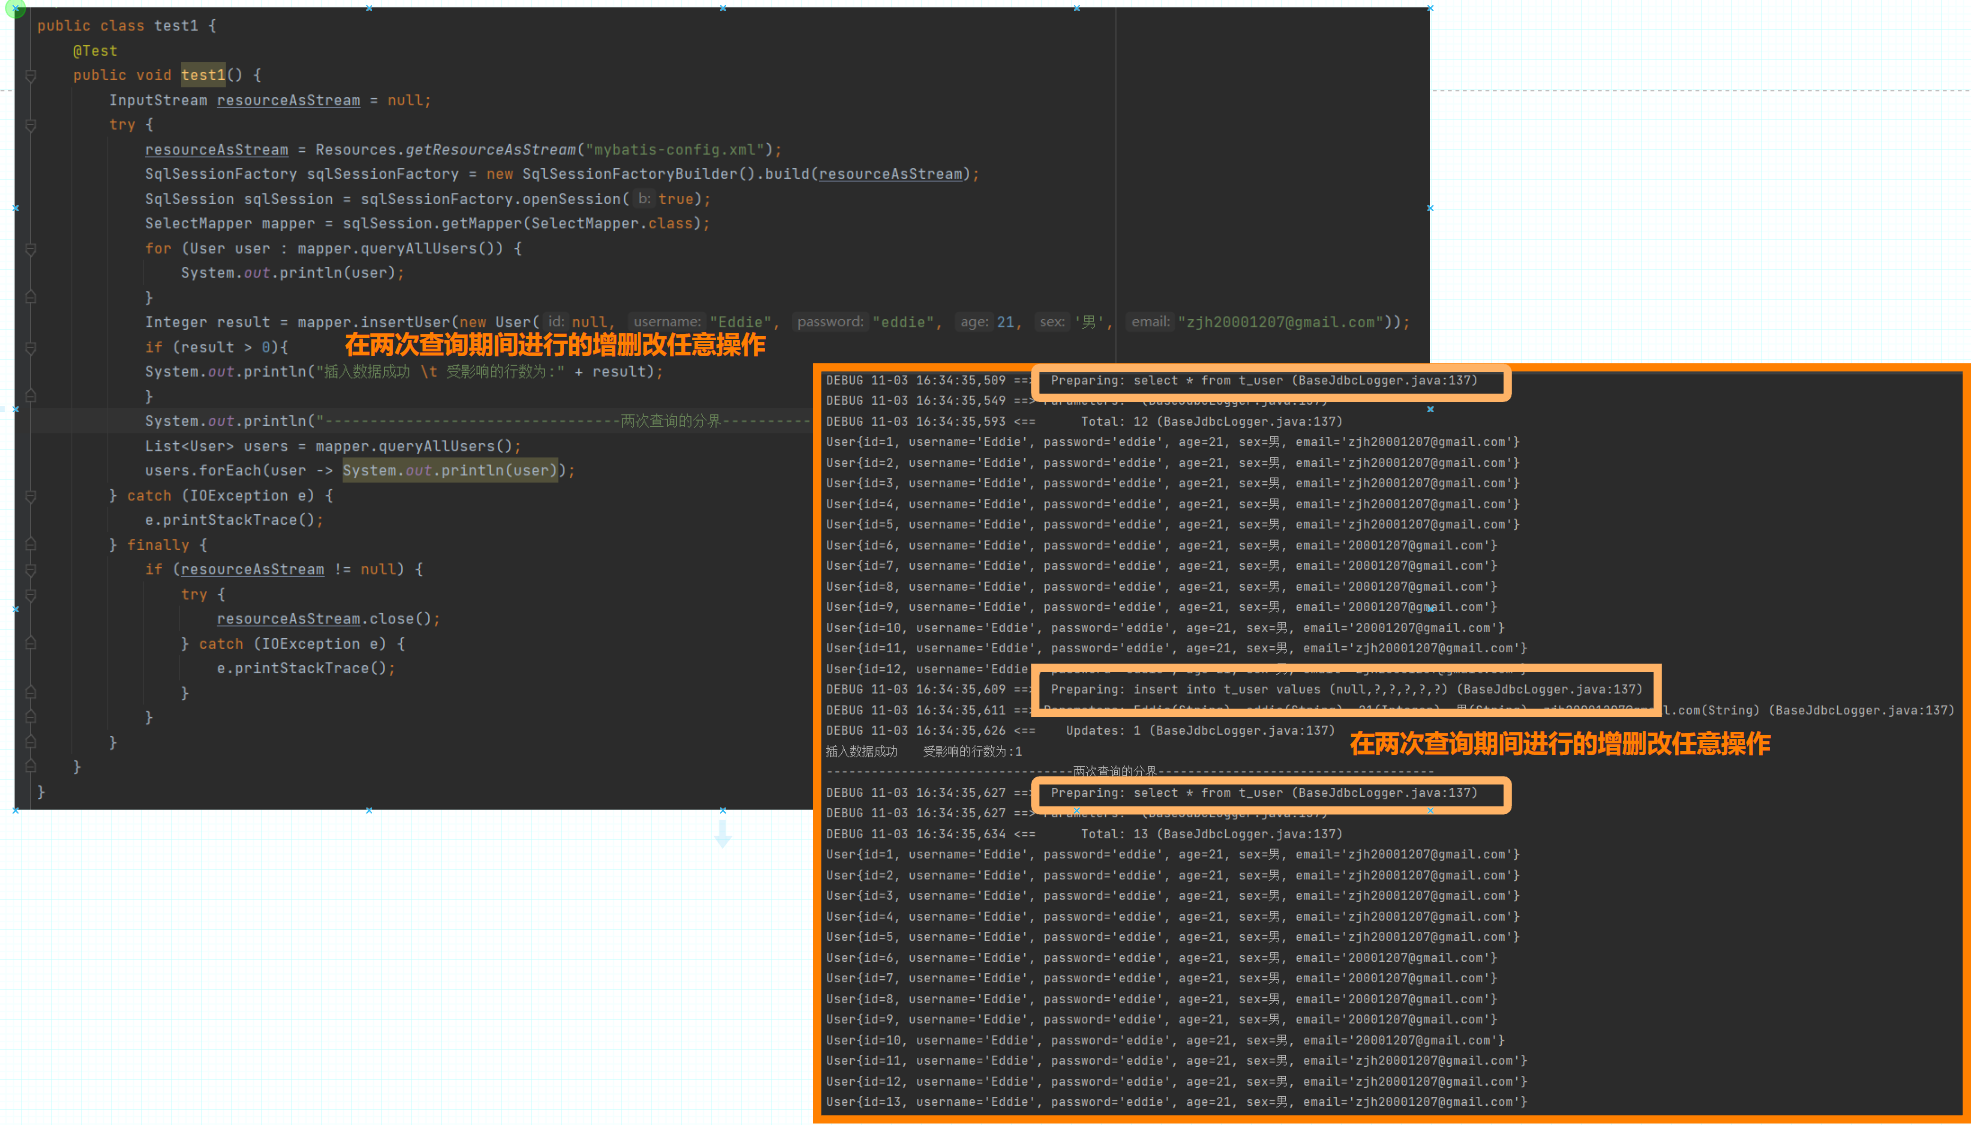 public class test1 {
@Test
public void test1() {
InputStream resourceAsStream = null;
try {
resourceAsStream = Resources.getResourceAsStream("mybatis-config.xml");
SqlSessionFactory sqlSessionFactory = new SqlSessionFactoryBuilder().build(resourceAsStream);
SqlSession sqlSession = sqlSessionFactory.openSession( b: true);
SelectMapper mapper = sqlSession.getMapper(SelectMapper.class);
for (User user : mapper.queryAllUsers()) {
System.out.println(user);
}
Integer result = mapper.insertUser(new User( id: null, username: "Eddie", password: "eddie", age: 21, sex: '男', email: "zjh20001207@gmail.com"));
if (result > 0){
在两次查询期间进行的增删改任意操作
System.out.println("插入数据成功 \t 受影响的行数为:" + result);
}
System.out.println("---------------------------------两次查询的分界----------
List<User> users = mapper.queryAllUsers();
users.forEach(user -> System.out.println(user));
} catch (IOException e) {
e.printStackTrace();
} finally {
if (resourceAsStream != null) {
try {
resourceAsStream.close();
} catch (IOException e) {
e.printStackTrace();
}
}
}
}
}
DEBUG 11-03 16:34:35,509 ==> Preparing: select * from t_user (BaseJdbcLogger.java:137)
DEBUG 11-03 16:34:35,549 ==> Parameters: (BaseJdbcLogger.java:137)
DEBUG 11-03 16:34:35,593 <== Total: 12 (BaseJdbcLogger.java:137)
User{id=1, username='Eddie', password='eddie', age=21, sex=男, email='zjh20001207@gmail.com'}
User{id=2, username='Eddie', password='eddie', age=21, sex=男, email='zjh20001207@gmail.com'}
User{id=3, username='Eddie', password='eddie', age=21, sex=男, email='zjh20001207@gmail.com'}
User{id=4, username='Eddie', password='eddie', age=21, sex=男, email='zjh20001207@gmail.com'}
User{id=5, username='Eddie', password='eddie', age=21, sex=男, email='zjh20001207@gmail.com'}
User{id=6, username='Eddie', password='eddie', age=21, sex=男, email='20001207@gmail.com'}
User{id=7, username='Eddie', password='eddie', age=21, sex=男, email='20001207@gmail.com'}
User{id=8, username='Eddie', password='eddie', age=21, sex=男, email='20001207@gmail.com'}
User{id=9, username='Eddie', password='eddie', age=21, sex=男, email='20001207@gmail.com'}
User{id=10, username='Eddie', password='eddie', age=21, sex=男, email='20001207@gmail.com'}
User{id=11, username='Eddie', password='eddie', age=21, sex=男, email='zjh20001207@gmail.com'}
User{id=12, username='Eddie
DEBUG 11-03 16:34:35,609 ==> Preparing: insert into t_user values (null,?,?,?,?,?) (BaseJdbcLogger.java:137)
DEBUG 11-03 16:34:35,611 ==> Parameters: Eddie(String), eddie(String), 21(Integer), 男(String), zjh20001207@gmail.com(String) (BaseJdbcLogger.java:137)
DEBUG 11-03 16:34:35,626 <== Updates: 1 (BaseJdbcLogger.java:137)
插入数据成功 受影响的行数为:1
在两次查询期间进行的增删改任意操作
---------------------------------两次查询的分界-------------------------------------
DEBUG 11-03 16:34:35,627 ==> Preparing: select * from t_user (BaseJdbcLogger.java:137)
DEBUG 11-03 16:34:35,627 ==> Parameters: (BaseJdbcLogger.java:137)
DEBUG 11-03 16:34:35,634 <== Total: 13 (BaseJdbcLogger.java:137)
User{id=1, username='Eddie', password='eddie', age=21, sex=男, email='zjh20001207@gmail.com'}
User{id=2, username='Eddie', password='eddie', age=21, sex=男, email='zjh20001207@gmail.com'}
User{id=3, username='Eddie', password='eddie', age=21, sex=男, email='zjh20001207@gmail.com'}
User{id=4, username='Eddie', password='eddie', age=21, sex=男, email='zjh20001207@gmail.com'}
User{id=5, username='Eddie', password='eddie', age=21, sex=男, email='zjh20001207@gmail.com'}
User{id=6, username='Eddie', password='eddie', age=21, sex=男, email='20001207@gmail.com'}
User{id=7, username='Eddie', password='eddie', age=21, sex=男, email='20001207@gmail.com'}
User{id=8, username='Eddie', password='eddie', age=21, sex=男, email='20001207@gmail.com'}
User{id=9, username='Eddie', password='eddie', age=21, sex=男, email='20001207@gmail.com'}
User{id=10, username='Eddie', password='eddie', age=21, sex=男, email='20001207@gmail.com'}
User{id=11, username='Eddie', password='eddie', age=21, sex=男, email='zjh20001207@gmail.com'}
User{id=12, username='Eddie', password='eddie', age=21, sex=男, email='zjh20001207@gmail.com'}
User{id=13, username='Eddie', password='eddie', age=21, sex=男, email='zjh20001207@gmail.com'}